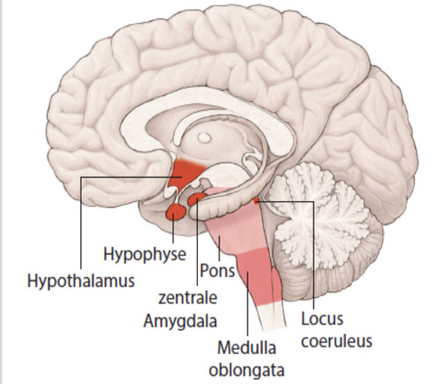 Hypophyse
Hypothalamus
Pons
zentrale
Amygdala
Medulla
oblongata
Locus
coeruleus